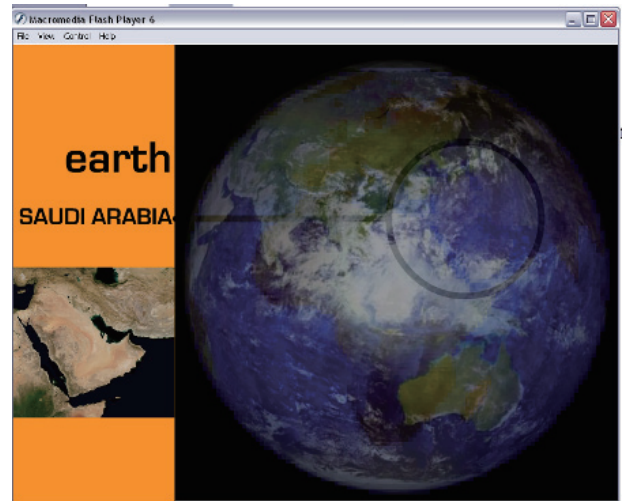 Macromedia Flash Player 6
File View Control Help
earth
SAUDI ARABIA